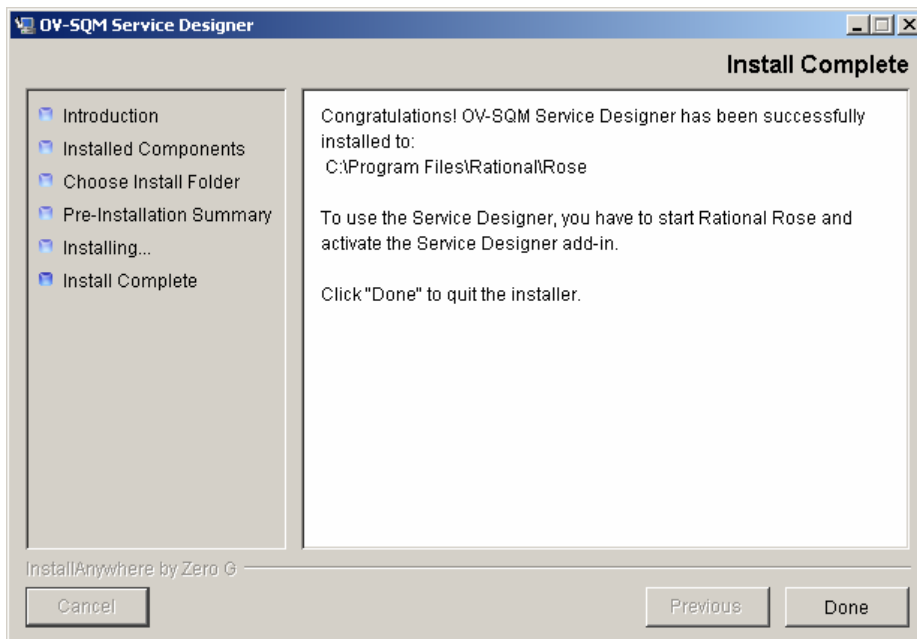 OV-SQM Service Designer
Install Complete
Introduction
Installed Components
Choose Install Folder
Pre-Installation Summary
Installing...
Install Complete
Congratulations! OV-SQM Service Designer has been successfully
installed to:
C:\Program Files\Rational\Rose
To use the Service Designer, you have to start Rational Rose and
activate the Service Designer add-in.
Click "Done" to quit the installer.
InstallAnywhere by Zero G
Cancel
Previous
Done